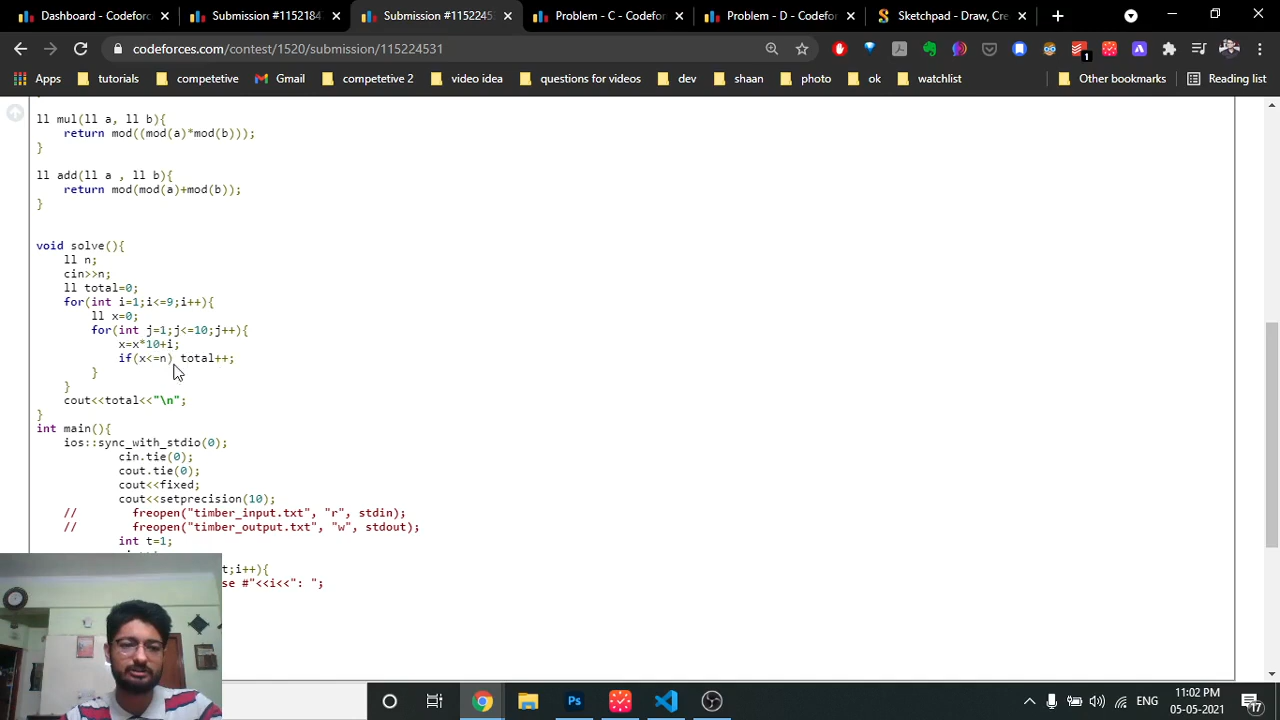 Dashboard - Codeforc
Submission #1152184
Submission #1152245
Problem - C - Codefor
Problem - D - Codefor
Sketchpad - Draw, Cre
codeforces.com/contest/1520/submission/115224531
1
Apps
tutorials
competetive
Gmail
competetive 2
video idea
questions for videos
dev
shaan
photo
ok
watchlist
Other bookmarks
Reading list
ll mul(ll a, ll b){
return mod((mod(a)*mod(b)));
}
ll add(ll a , ll b){
return mod(mod(a)+mod(b));
}
void solve(){
ll n;
cin>>n;
ll total=0;
for(int i=1;i<=9;i++){
ll x=0;
for(int j=1;j<=10;j++){
x=x*10+i;
if(x<=n) total++;
}
}
cout<<total<<"\n";
}
int main(){
ios::sync_with_stdio(0);
cin.tie(0);
cout.tie(0);
cout<<fixed;
cout<<setprecision(10);
// freopen("timber_input.txt", "r", stdin);
// freopen("timber_output.txt", "w", stdout);
int t=1;
t;i++){
se #"<<i<<": ";
Ps
ENG
11:02 PM
05-05-2021
17